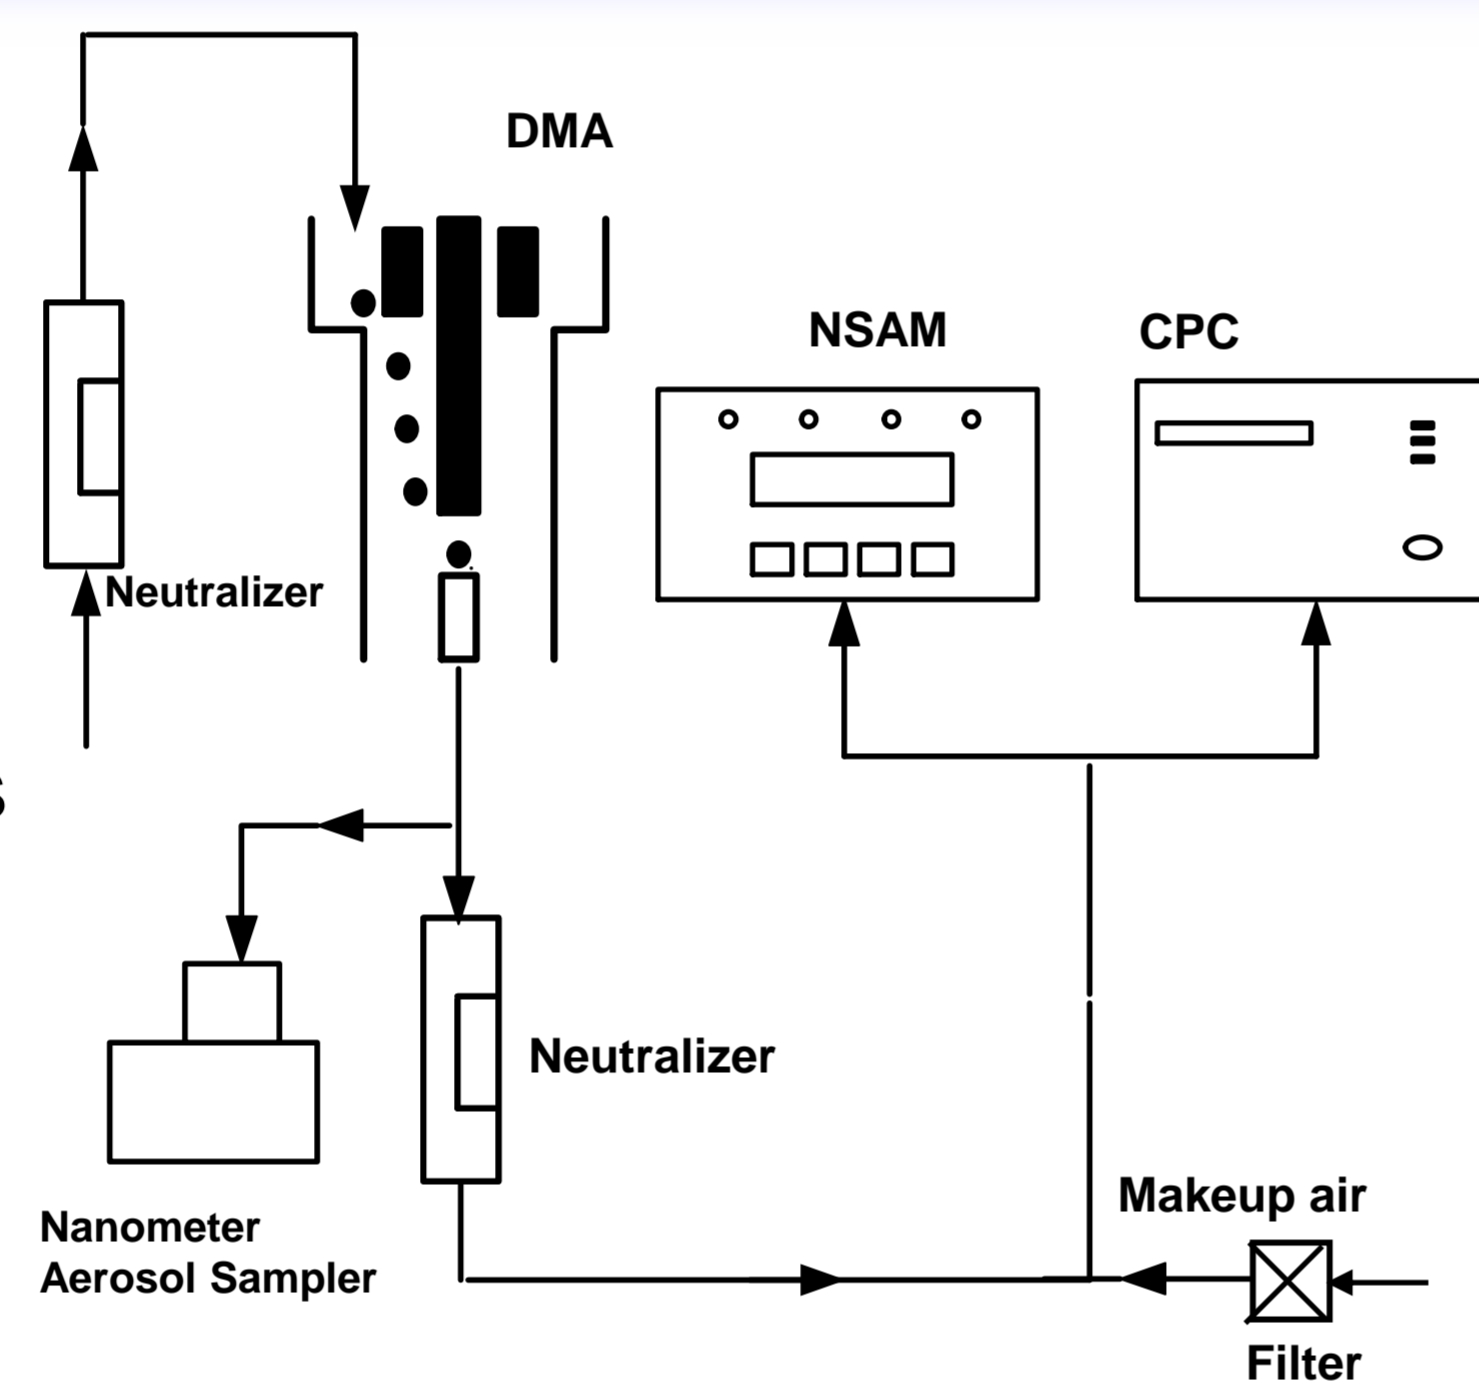 DMA
NSAM
CPC
Neutralizer
Neutralizer
Makeup air
Nanometer
Aerosol Sampler
Filter